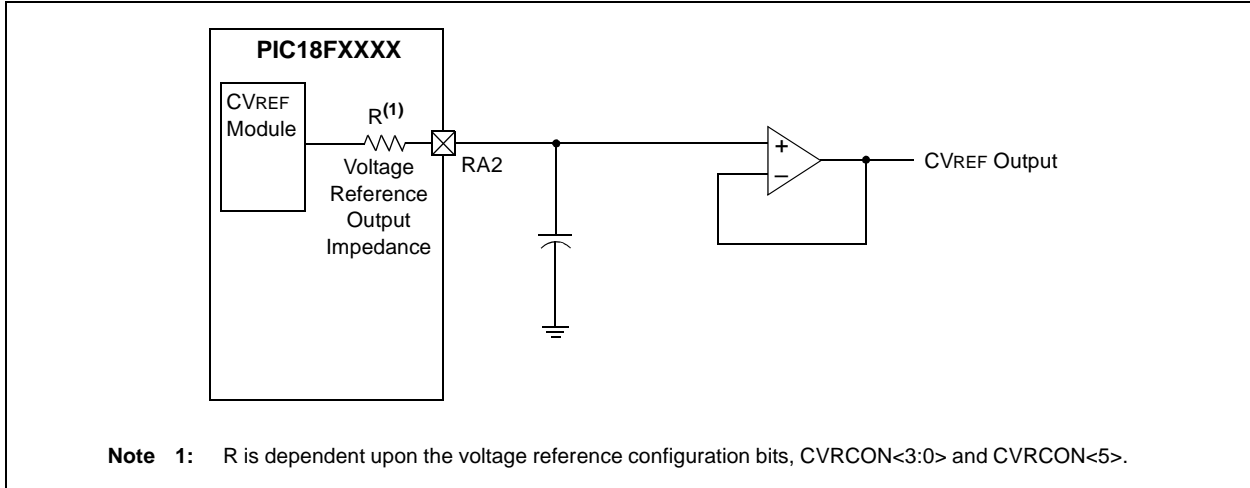 PIC18FXXXX
CVREF
Module
R(1)
Voltage
Reference
Output
Impedance
RA2
+
–
CVREF Output
Note 1: R is dependent upon the voltage reference configuration bits, CVRCON<3:0> and CVRCON<5>.